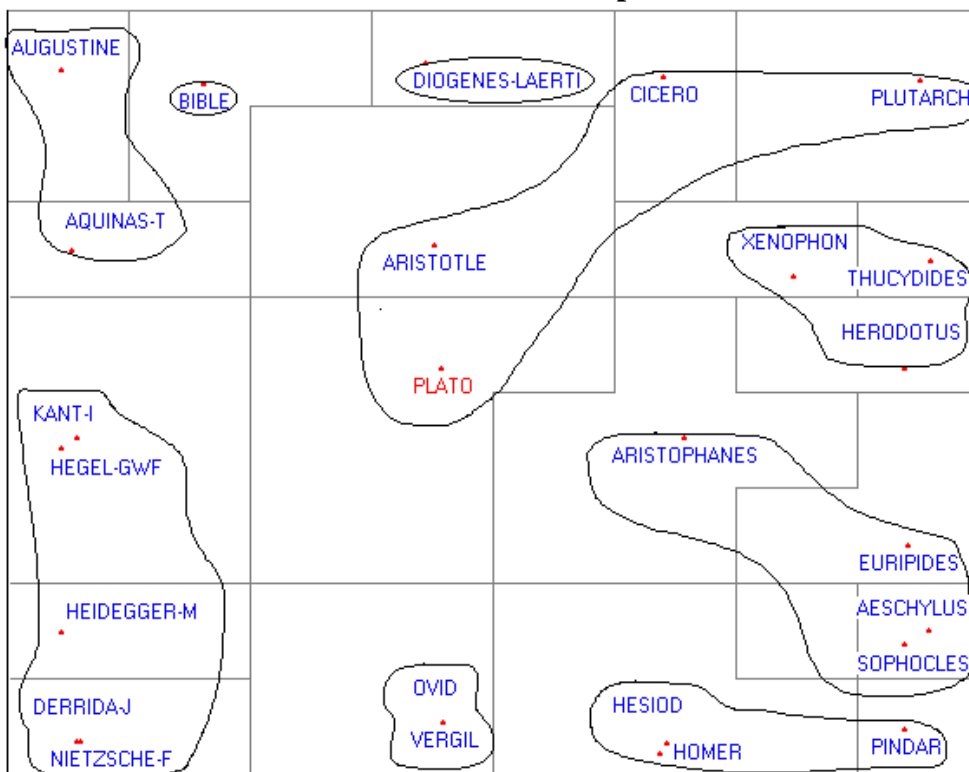 AUGUSTINE
BIBLE
DIOGENES-LAERTI
CICERO
PLUTARCH
AQUINAS-T
ARISTOTLE
XENOPHON
THUCYDIDES
HERODOTUS
PLATO
KANT-I
HEGEL-GWF
ARISTOPHANES
EURIPIDES
HEIDEGGER-M
AESCHYLUS
SOPHOCLES
DERRIDA-J
NIETZSCHE-F
OVID
VERGIL
HESIOD
HOMER
PINDAR